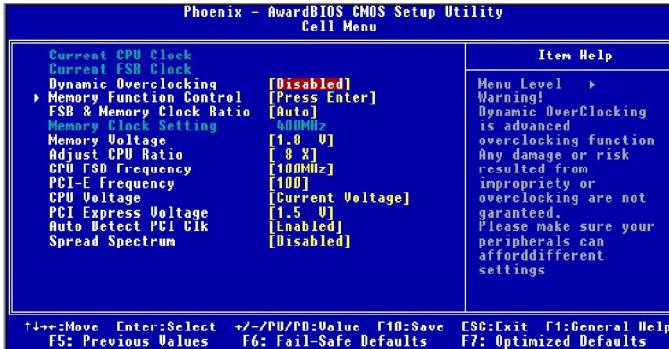 Phoenix - AwardBIOS CMOS Setup Utility
Cell Menu
Current CPU Clock
Current FSB Clock
Dynamic Overclocking [Disabled]
Memory Function Control [Press Enter]
FSB & Memory Clock Ratio [Auto]
Memory Clock Setting 400MHz
Memory Voltage [1.8 V]
Adjust CPU Ratio [ 8 X]
CPU FSB Frequency [100MHz]
PCI-E Frequency [100]
CPU Voltage [Current Voltage]
PCI Express Voltage [1.5 V]
Auto Detect PCI Clk [Enabled]
Spread Spectrum [Disabled]
Item Help
Menu Level
Warning!
Dynamic OverClocking
is advanced
overclocking function
Any damage or risk
resulted from
impropriety or
overclocking are not
garanteed.
Please make sure your
peripherals can
afforddifferent
settings
↑↓→←:Move Enter:Select +/-/PU/PD:Value F10:Save ESC:Exit F1:General Help
F5: Previous Values F6: Fail-Safe Defaults F7: Optimized Defaults